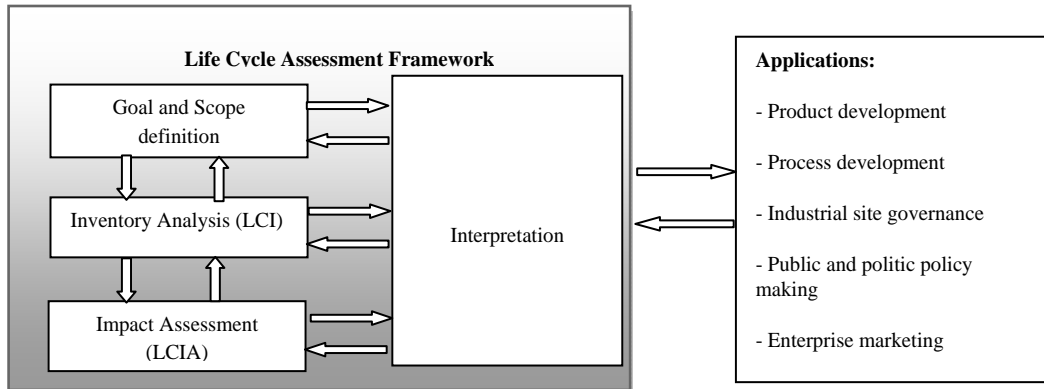 Life Cycle Assessment Framework
Goal and Scope
definition
Inventory Analysis (LCI)
Impact Assessment
(LCIA)
Interpretation
Applications:
- Product development
- Process development
- Industrial site governance
- Public and politic policy
making
- Enterprise marketing